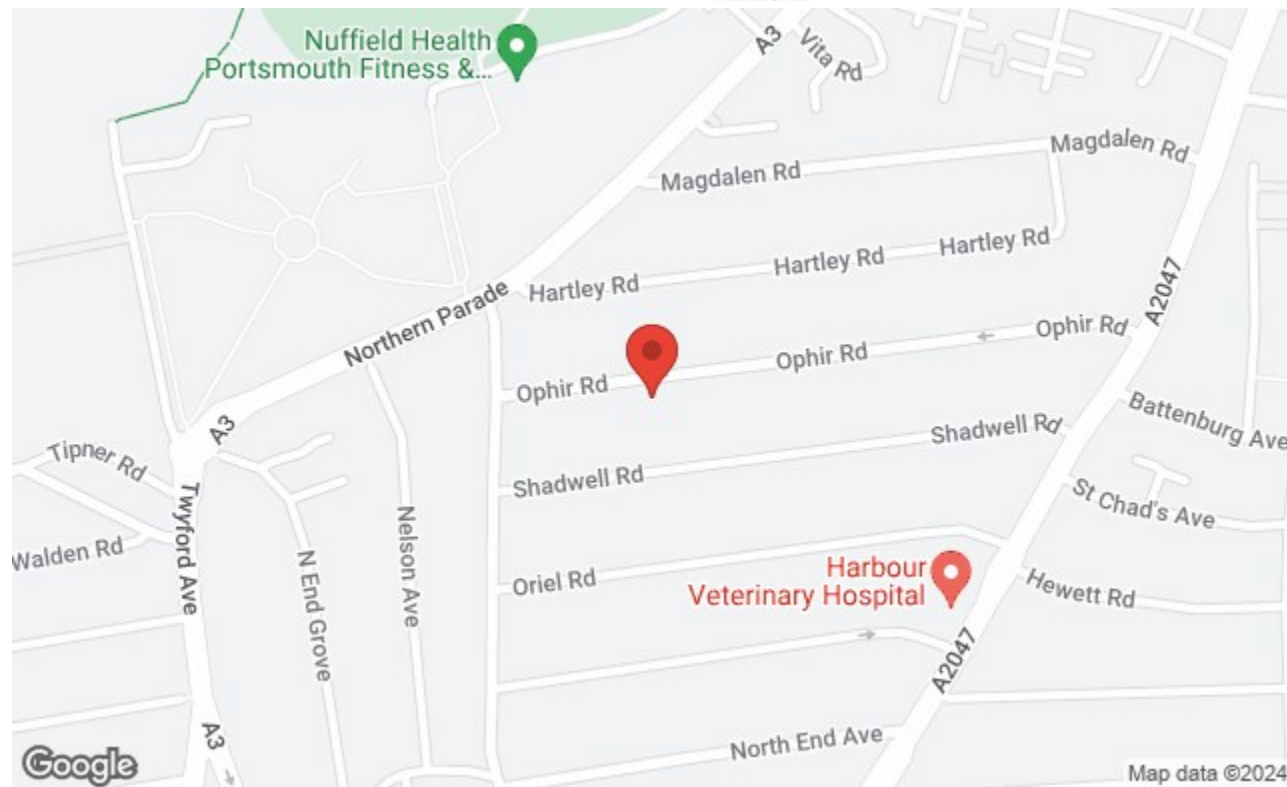 Nuffield Health
Portsmouth Fitness &...
A3
Vita Rd
Magdalen Rd
Magdalen Rd
Hartley Rd
Hartley Rd
Hartley Rd
A2047
Northern Parade
Ophir Rd
Ophir Rd
Ophir Rd
Battenburg Ave
A3
Tipner Rd
Shadwell Rd
Shadwell Rd
St Chad's Ave
Twyford Ave
Nelson Ave
Walden Rd
N End Grove
Oriel Rd
Harbour
Veterinary Hospital
Hewett Rd
A2047
A3
North End Ave
Google
Map data ©2024